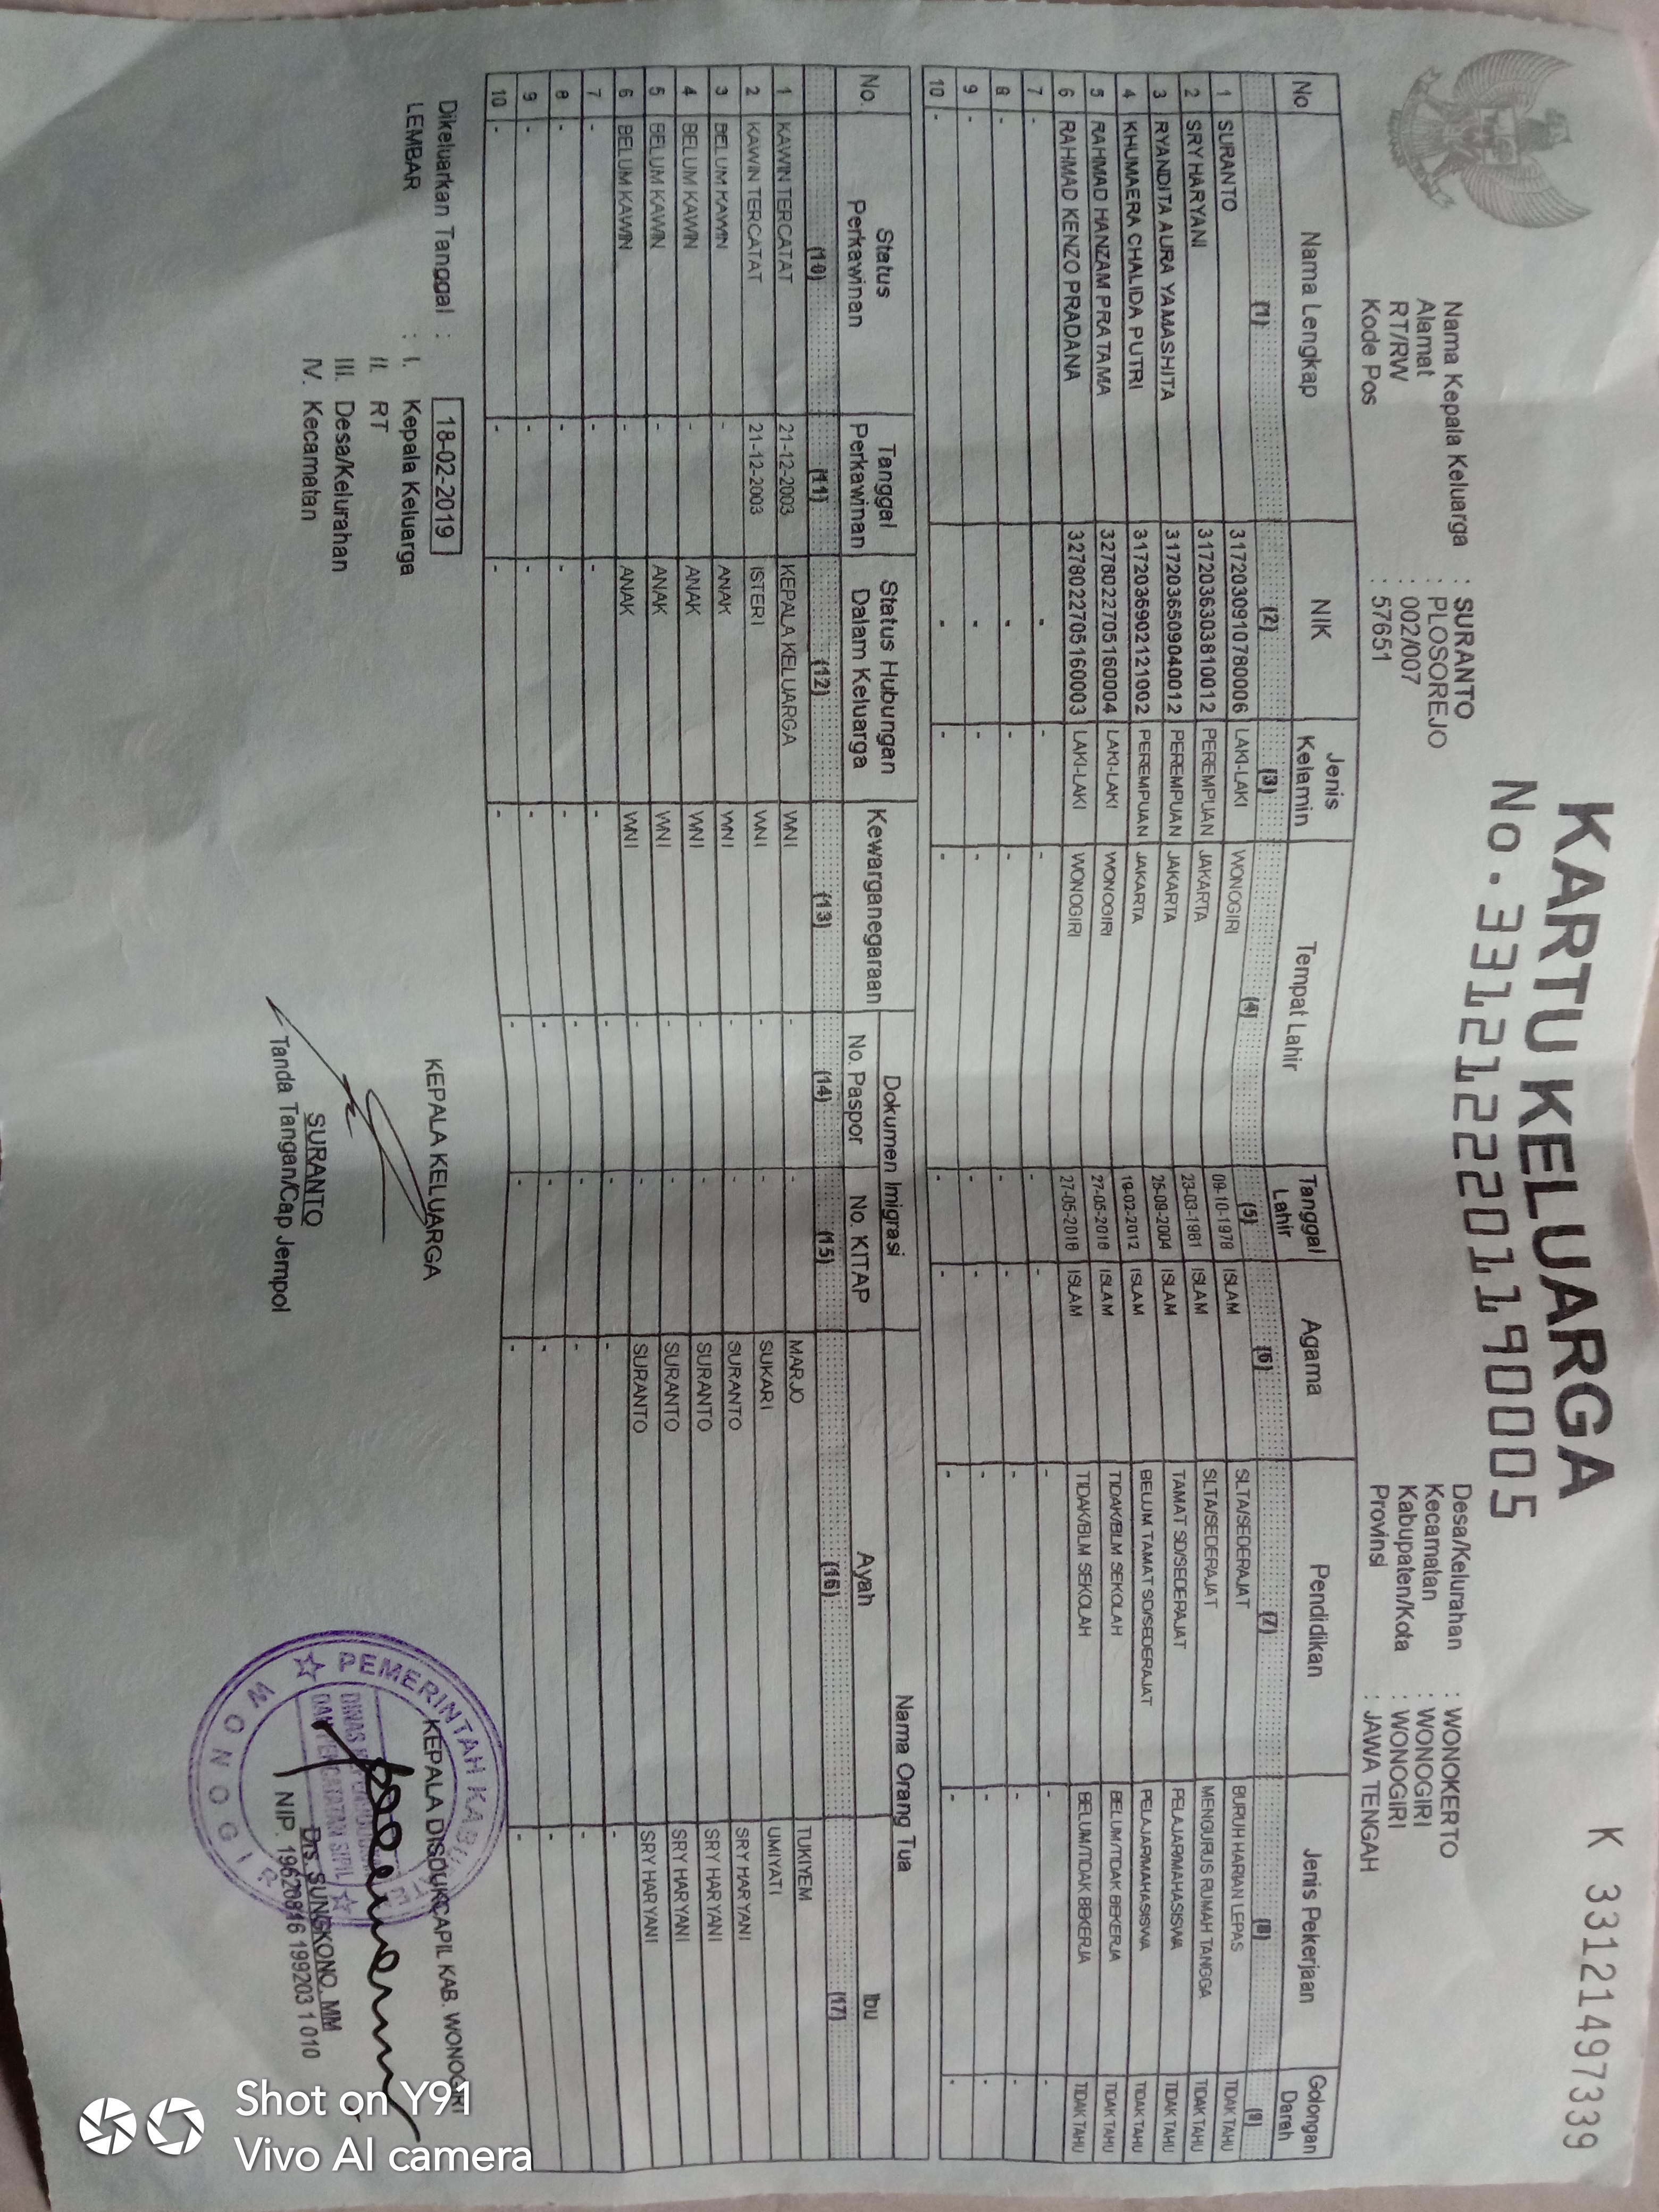 K 33121497339
KARTU KELUARGA
No. 3312122201190005
Nama Kepala Keluarga : SURANTO
Alamat : PLOSOREJO
RT/RW : 002/007
Kode Pos : 57651
Desa/Kelurahan : WONOKERTO
Kecamatan : WONOGIRI
Kabupaten/Kota : WONOGIRI
Provinsi : JAWA TENGAH
No Nama Lengkap NIK Jenis Kelamin Tempat Lahir Tanggal Lahir Agama Pendidikan Jenis Pekerjaan Golongan Darah
(1) (2) (3) (4) (5) (6) (7) (8) (9)
1 SURANTO 3172030910780006 LAKI-LAKI WONOGIRI 09-10-1978 ISLAM SLTA/SEDERAJAT BURUH HARIAN LEPAS TIDAK TAHU
2 SRY HARYANI 3172036303810012 PEREMPUAN JAKARTA 23-03-1981 ISLAM SLTA/SEDERAJAT MENGURUS RUMAH TANGGA TIDAK TAHU
3 RYANDITA AURA YAMASHITA 3172036509040012 PEREMPUAN JAKARTA 25-09-2004 ISLAM TAMAT SD/SEDERAJAT PELAJAR/MAHASISWA TIDAK TAHU
4 KHUMAERA CHALIDA PUTRI 3172035902121002 PEREMPUAN JAKARTA 19-02-2012 ISLAM BELUM TAMAT SD/SEDERAJAT PELAJAR/MAHASISWA TIDAK TAHU
5 RAHMAD HANZAM PRATAMA 3278022705160004 LAKI-LAKI WONOGIRI 27-05-2016 ISLAM TIDAK/BLM SEKOLAH BELUM/TIDAK BEKERJA TIDAK TAHU
6 RAHMAD KENZO PRADANA 3278022705160003 LAKI-LAKI WONOGIRI 27-05-2016 ISLAM TIDAK/BLM SEKOLAH BELUM/TIDAK BEKERJA TIDAK TAHU
7 - - - - - - - - -
8 - - - - - - - - -
9 - - - - - - - - -
10 - - - - - - - - -
No. Status Perkawinan Tanggal Perkawinan Status Hubungan Dalam Keluarga Kewarganegaraan Dokumen Imigrasi Nama Orang Tua
No. Paspor No. KITAP Ayah Ibu
(10) (11) (12) (13) (14) (15) (16) (17)
1 KAWIN TERCATAT 21-12-2003 KEPALA KELUARGA WNI - - MARJO TUKIYEM
2 KAWIN TERCATAT 21-12-2003 ISTERI WNI - - SUKARI UMIYATI
3 BELUM KAWIN - ANAK WNI - - SURANTO SRY HARYANI
4 BELUM KAWIN - ANAK WNI - - SURANTO SRY HARYANI
5 BELUM KAWIN - ANAK WNI - - SURANTO SRY HARYANI
6 BELUM KAWIN - ANAK WNI - - SURANTO SRY HARYANI
7 - - - - - - - -
8 - - - - - - - -
9 - - - - - - - -
10 - - - - - - - -
Dikeluarkan Tanggal : 18-02-2019
LEMBAR : I. Kepala Keluarga
II. RT
III. Desa/Kelurahan
IV. Kecamatan
KEPALA KELUARGA
SURANTO
Tanda Tangan/Cap Jempol
KEPALA DISDUKCAPIL KAB. WONOGIRI
PEMERINTAH KABUPATEN
WONOGIRI
DINAS KEPENDUDUKAN
DAN PENCATATAN SIPIL
Drs. SUNGKONO, MM
NIP. 19620816 199203 1 010
Shot on Y91
Vivo AI camera